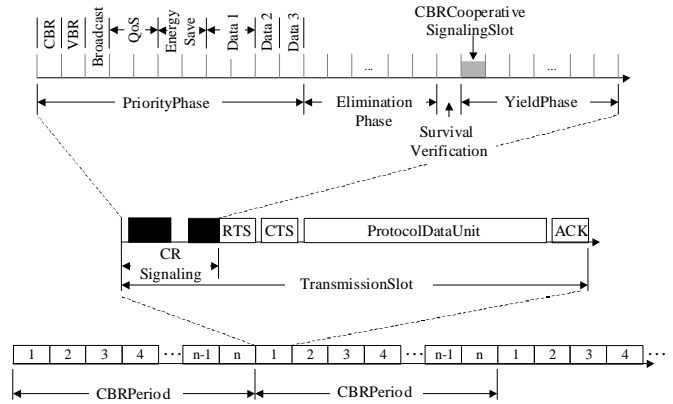 CBR
VBR
Broadcast
QoS
Energy
Save
Data 1
Data 2
Data 3
CBRCooperative
SignalingSlot
...
...
PriorityPhase
Elimination
Phase
Survival
Verification
YieldPhase
RTS
CTS
ProtocolDataUnit
ACK
CR
Signaling
TransmissionSlot
1 2 3 4 ... n-1 n 1 2 3 4 ... n-1 n 1 2 3 4 ...
CBRPeriod
CBRPeriod